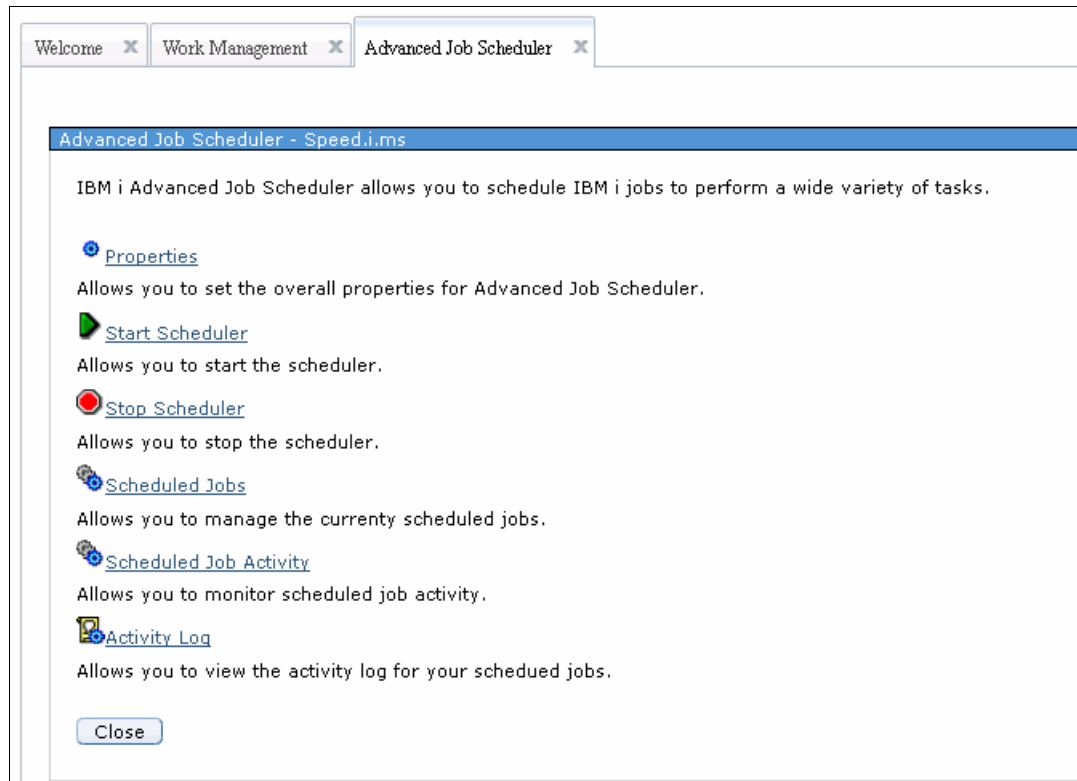 Welcome
Work Management
Advanced Job Scheduler
Advanced Job Scheduler - Speed.i.ms
IBM i Advanced Job Scheduler allows you to schedule IBM i jobs to perform a wide variety of tasks.
Properties
Allows you to set the overall properties for Advanced Job Scheduler.
Start Scheduler
Allows you to start the scheduler.
Stop Scheduler
Allows you to stop the scheduler.
Scheduled Jobs
Allows you to manage the currenty scheduled jobs.
Scheduled Job Activity
Allows you to monitor scheduled job activity.
Activity Log
Allows you to view the activity log for your schedued jobs.
Close